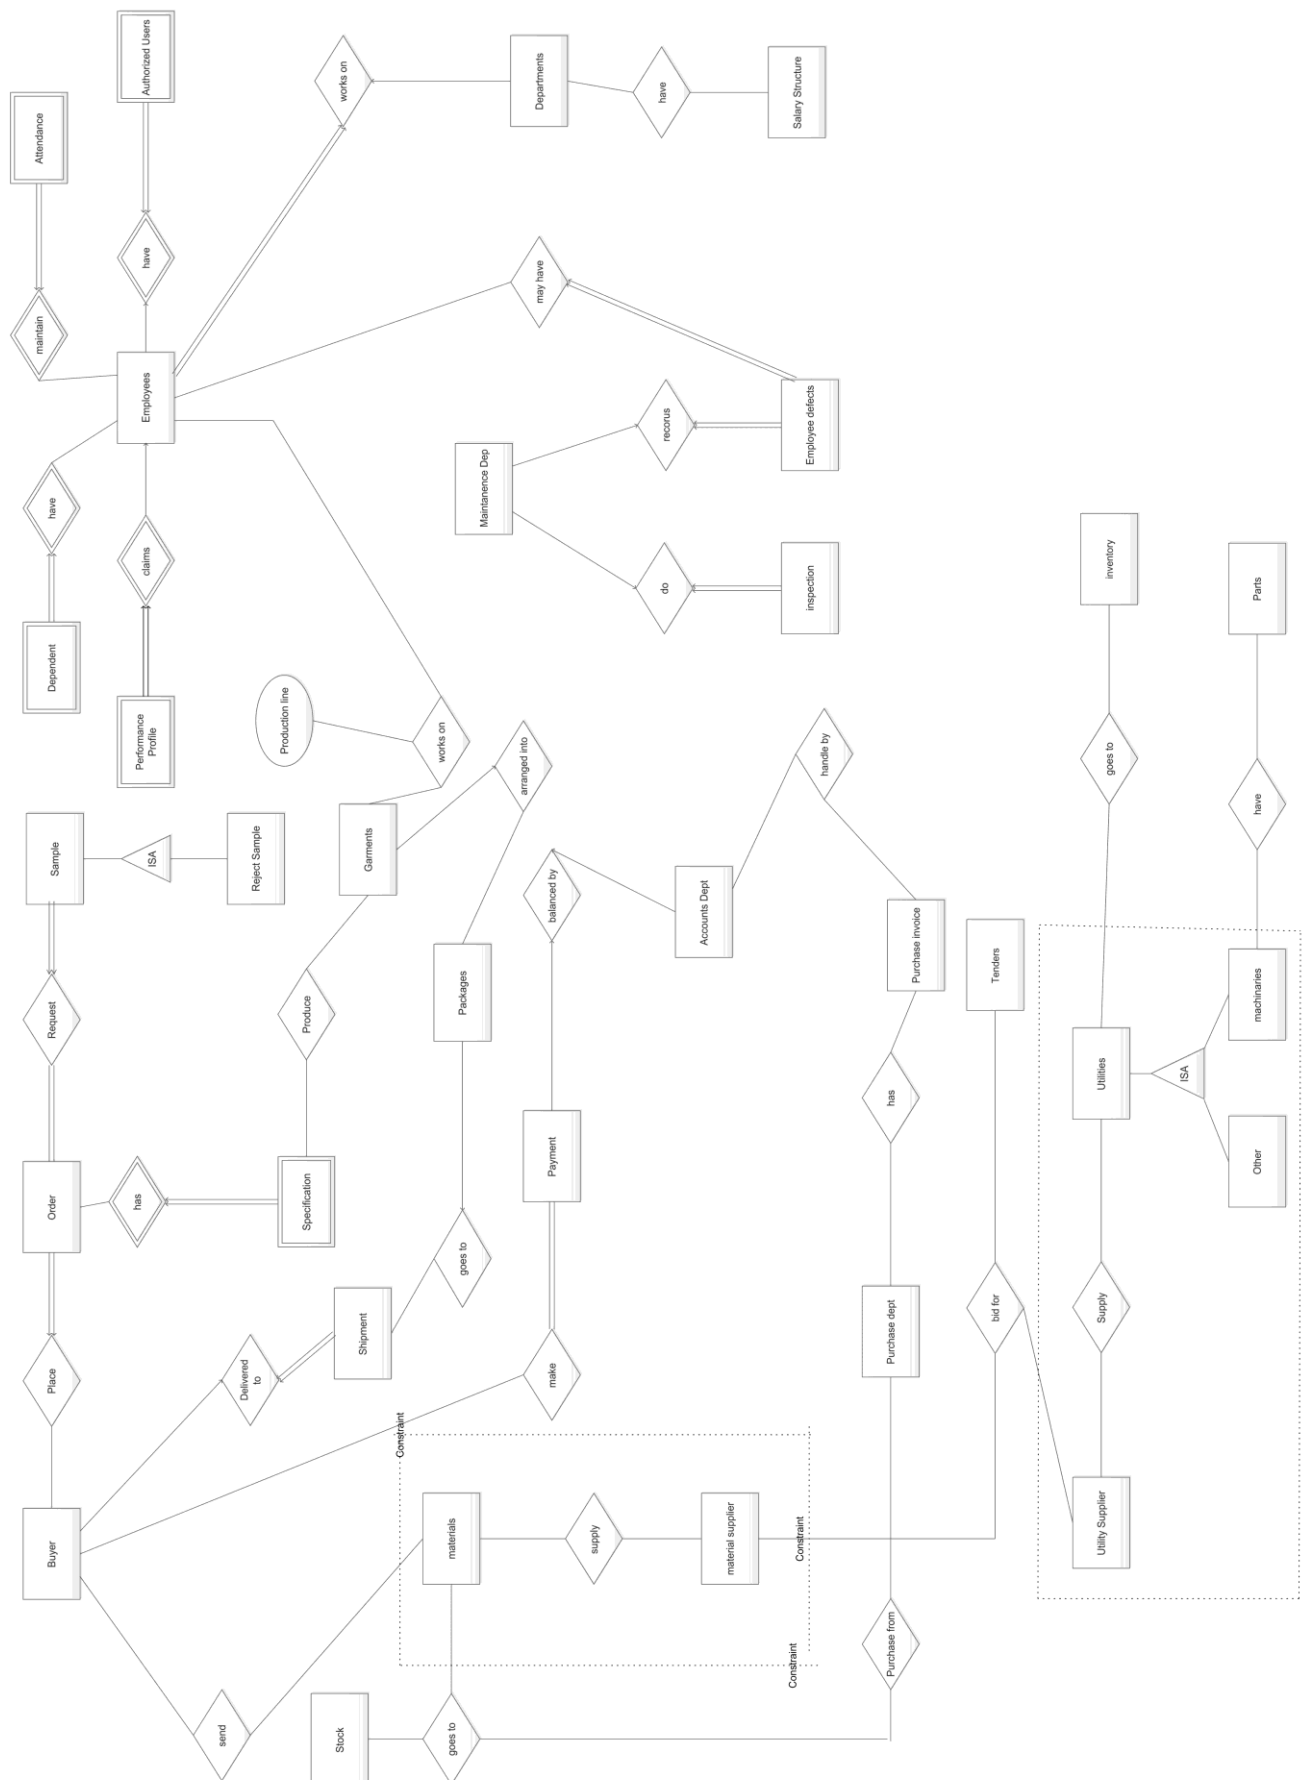 Authorized Users
works on
Departments
have
Salary Structure
Attendance
have
maintain
may have
Employees
recorus
Employee defects
Maintanence Dep
have
claims
do
inspection
inventory
Parts
Dependent
Performance
Profile
Production line
works on
arranged into
handle by
goes to
have
Sample
ISA
Reject Sample
Garments
balanced by
Accounts Dept
Purchase invoice
Tenders
machinaries
Request
Produce
Packages
Utilities
ISA
has
Payment
Other
Order
has
Specification
goes to
Shipment
Purchase dept
bid for
Supply
Place
Delivered
to
make
Constraint
Buyer
materials
supply
material supplier
Constraint
Utility Supplier
Purchase from
Constraint
send
Stock
goes to